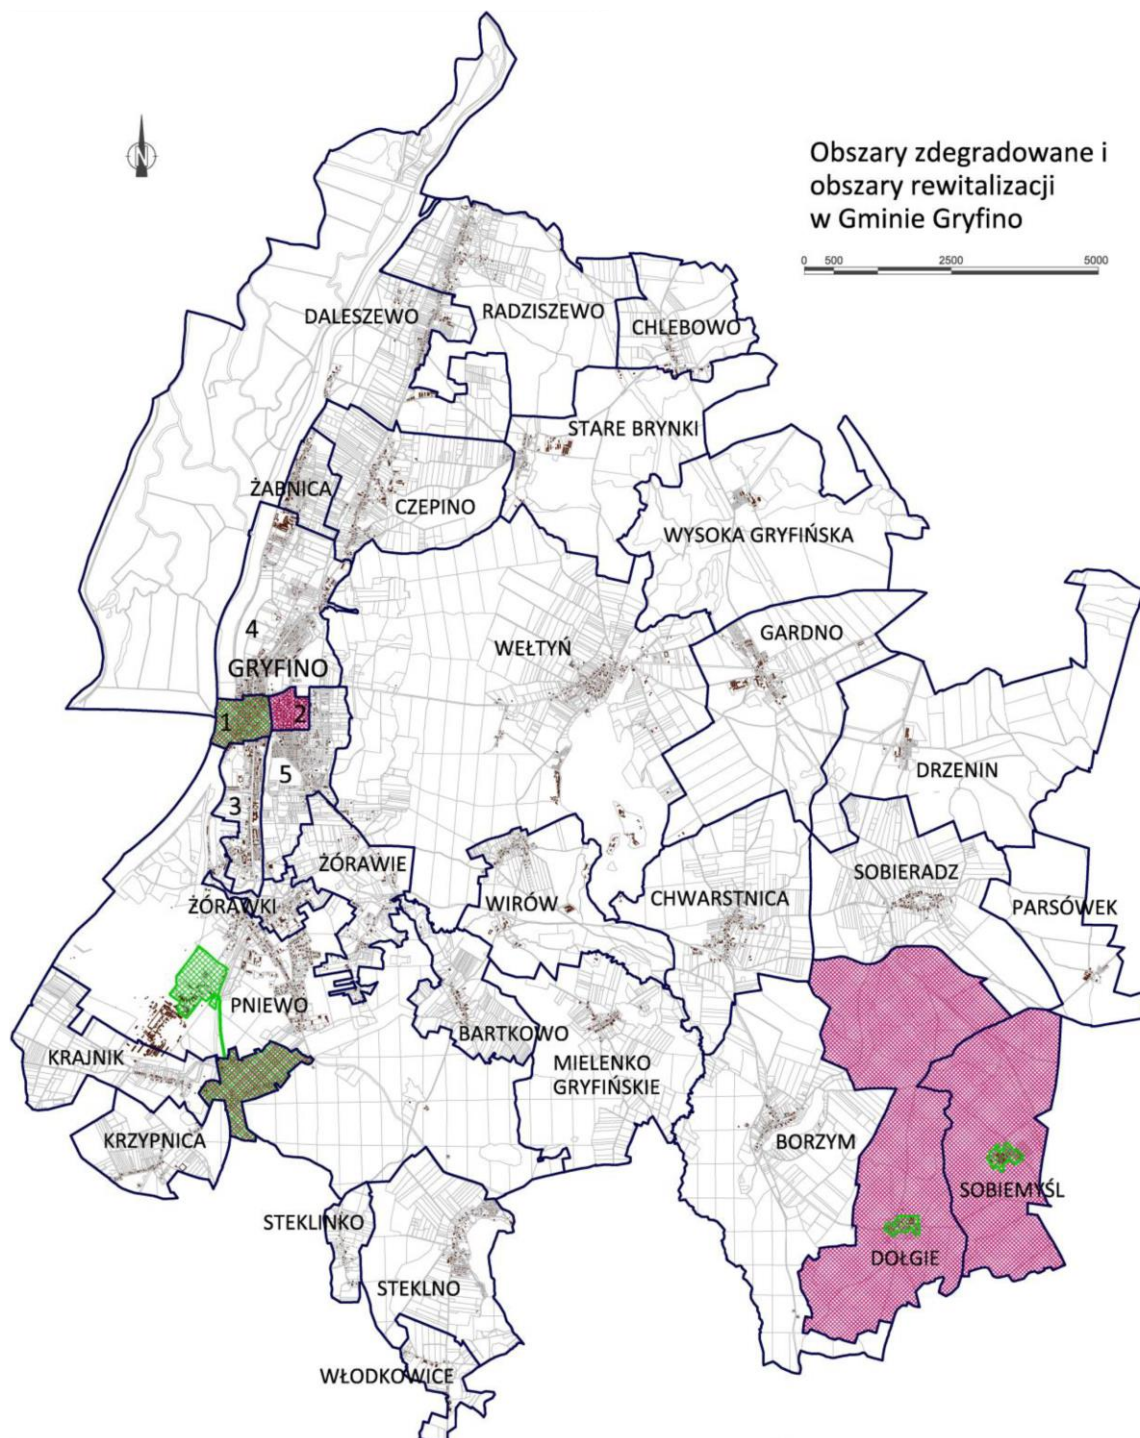 N
Obszary zdegradowane i
obszary rewitalizacji
w Gminie Gryfino
0 500 2500 5000
DALESZEWO
RADZISZEWO
CHLEBOWO
STARE BRYNKI
ŻABNICA
CZEPINO
WYSOKA GRYFIŃSKA
4
GRYFINO
WEŁTYŃ
GARDNO
1
2
DRZENIN
5
3
ŻÓRAWIE
SOBIERADZ
CHWARSTNICA
WIRÓW
ŻÓRAWKI
PARSÓWEK
PNIEWO
BARTKOWO
KRAJNIK
MIELENKO
GRYFIŃSKIE
KRZYPNICA
BORZYM
SOBIEMYŚL
STEKLINKO
DOŁGIE
STEKLNO
WŁODKOWICE